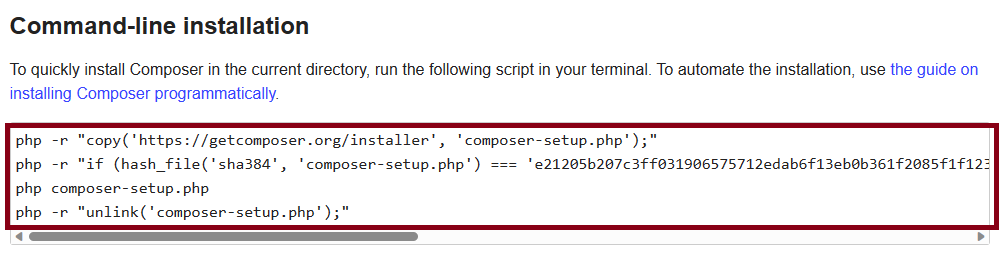 Command-line installation
To quickly install Composer in the current directory, run the following script in your terminal. To automate the installation, use the guide on
installing Composer programmatically.
php -r "copy('https://getcomposer.org/installer', 'composer-setup.php');"
php -r "if (hash_file('sha384', 'composer-setup.php') === 'e21205b207c3ff031906575712edab6f13eb0b361f2085f1f123
php composer-setup.php
php -r "unlink('composer-setup.php');"